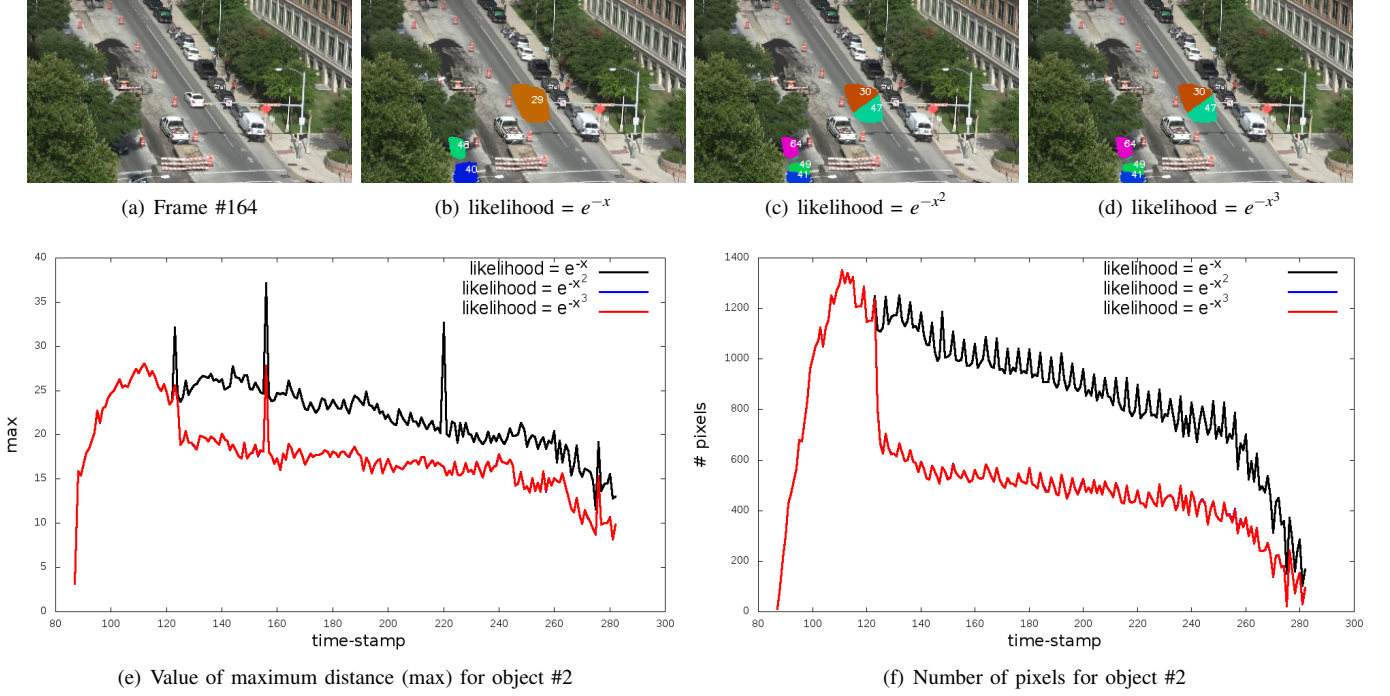 29
46
40
30
47
64
49
41
30
47
64
49
41
(a) Frame #164
(b) likelihood = e^{-x}
(c) likelihood = e^{-x^2}
(d) likelihood = e^{-x^3}
40
35
30
25
20
15
10
5
0
max
80 100 120 140 160 180 200 220 240 260 280 300
time-stamp
likelihood = e^{-x}
likelihood = e^{-x^2}
likelihood = e^{-x^3}
(e) Value of maximum distance (max) for object #2
1400
1200
1000
800
600
400
200
0
# pixels
80 100 120 140 160 180 200 220 240 260 280 300
time-stamp
likelihood = e^{-x}
likelihood = e^{-x^2}
likelihood = e^{-x^3}
(f) Number of pixels for object #2